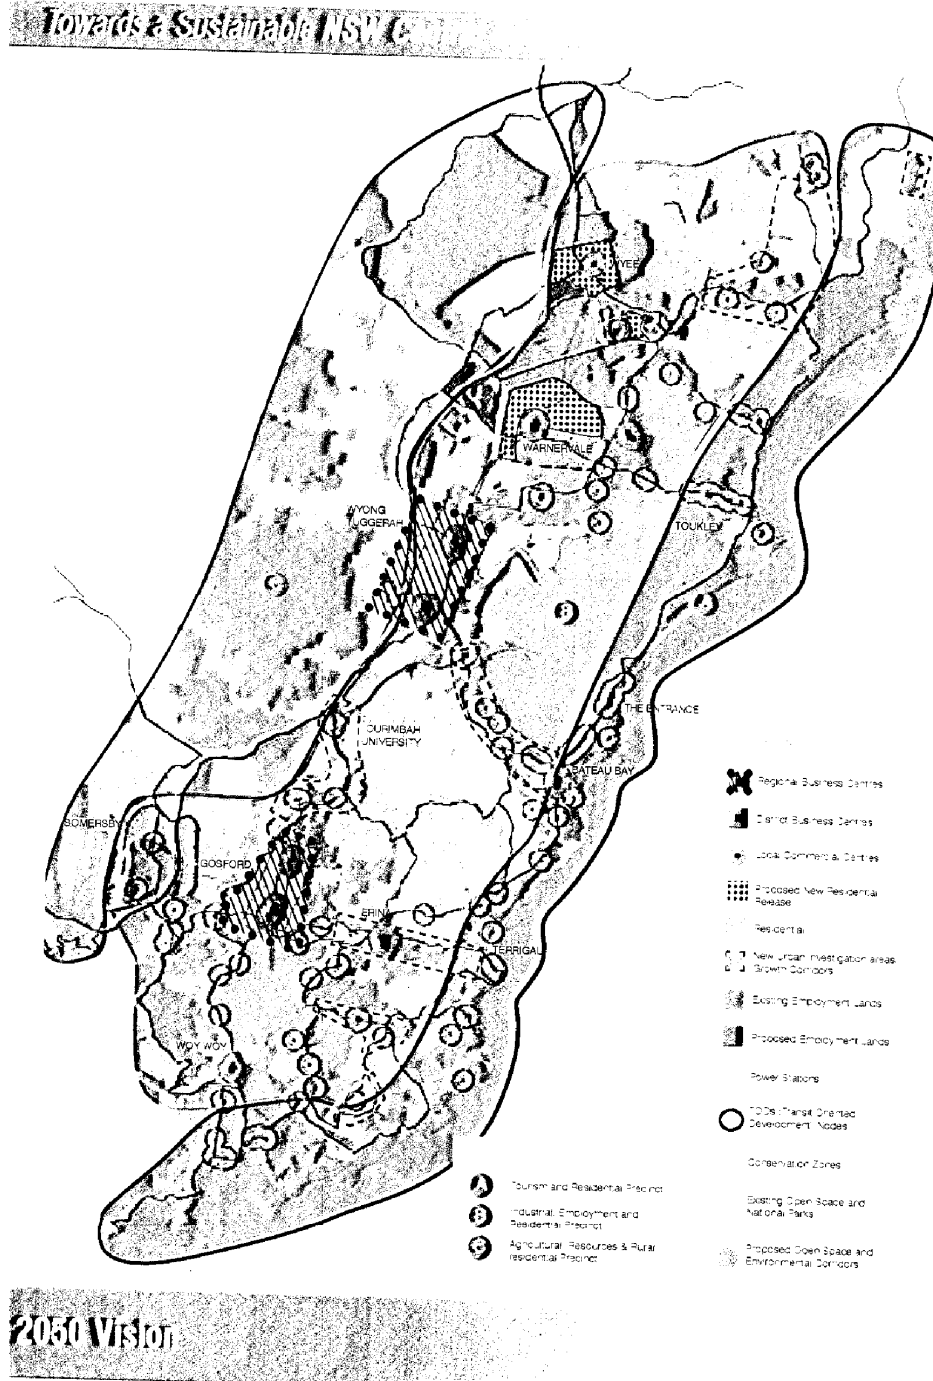 Towards a Sustainable NSW
WYEE
WARNERVALE
WYONG
TUGGERAH
TOUKLEY
THE ENTRANCE
OURIMBAH
UNIVERSITY
BATEAU BAY
SOMERSBY
GOSFORD
ERINA
TERRIGAL
WOY WOY
Regional Business Centres
District Business Centres
Local Commercial Centres
Proposed New Residential
Release
Residential
New Urban Investigation areas
Growth Corridors
Existing Employment Lands
Proposed Employment Lands
Power Stations
TODs (Transit Oriented
Development) Nodes
Conservation Zones
Existing Open Space and
National Parks
Proposed Open Space and
Environmental Corridors
Tourism and Residential Precinct
Industrial, Employment and
Residential Precinct
Agricultural, Resources & Rural
residential Precinct
2050 Vision